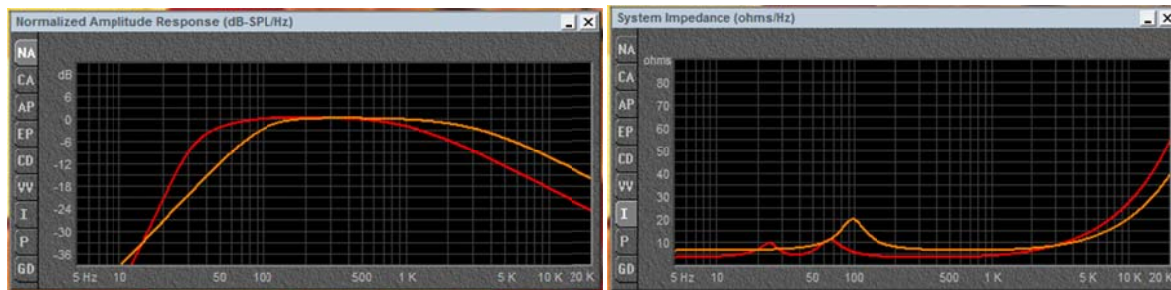 Normalized Amplitude Response (dB-SPL/Hz)
NA
CA
AP
EP
CD
VV
I
P
GD
dB
6
0
-6
-12
-18
-24
-31
-36
5 Hz 10 50 100 500 1 K 5 K 10 K 20 K
System Impedance (ohms/Hz)
NA
CA
AP
EP
CD
VV
I
P
GD
ohms
80
70
60
50
40
30
20
10
5 Hz 10 50 100 500 1 K 5 K 10 K 20 K